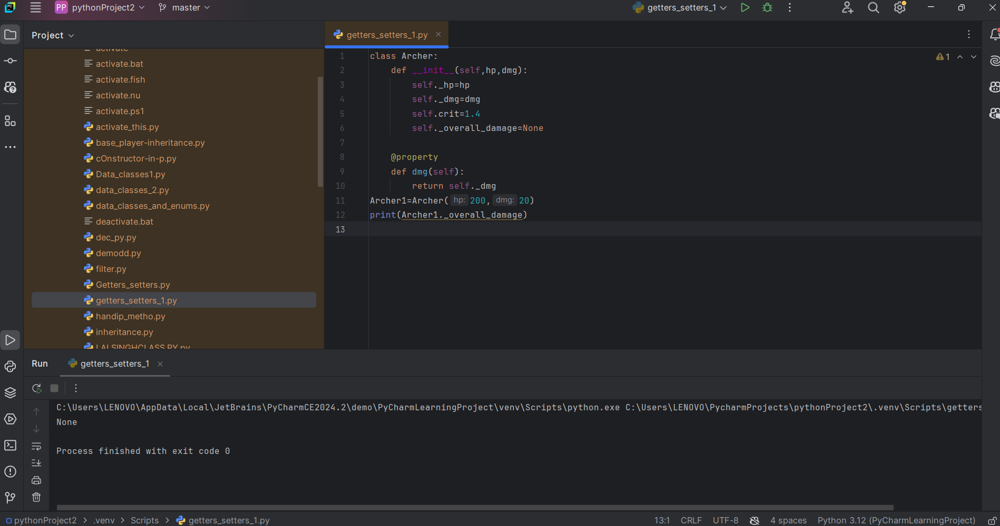 PP pythonProject2 master getters_setters_1
Project
activate
activate.bat
activate.fish
activate.nu
activate.ps1
activate_this.py
base_player-inheritance.py
cOnstructor-in-p.py
Data_classes1.py
data_classes_2.py
data_classes_and_enums.py
deactivate.bat
dec_py.py
demodd.py
filter.py
Getters_setters.py
getters_setters_1.py
handip_metho.py
inheritance.py
LALSINGHCLASS.PY.py
getters_setters_1.py
1 class Archer:
2 def __init__(self,hp,dmg):
3 self._hp=hp
4 self._dmg=dmg
5 self.crit=1.4
6 self._overall_damage=None
7
8 @property
9 def dmg(self):
10 return self._dmg
11 Archer1=Archer( hp: 200, dmg: 20)
12 print(Archer1._overall_damage)
13
1
Run getters_setters_1
C:\Users\LENOVO\AppData\Local\JetBrains\PyCharmCE2024.2\demo\PyCharmLearningProject\venv\Scripts\python.exe C:\Users\LENOVO\PycharmProjects\pythonProject2\.venv\Scripts\getters
None
Process finished with exit code 0
pythonProject2 > .venv > Scripts > getters_setters_1.py 13:1 CRLF UTF-8 4 spaces Python 3.12 (PyCharmLearningProject)